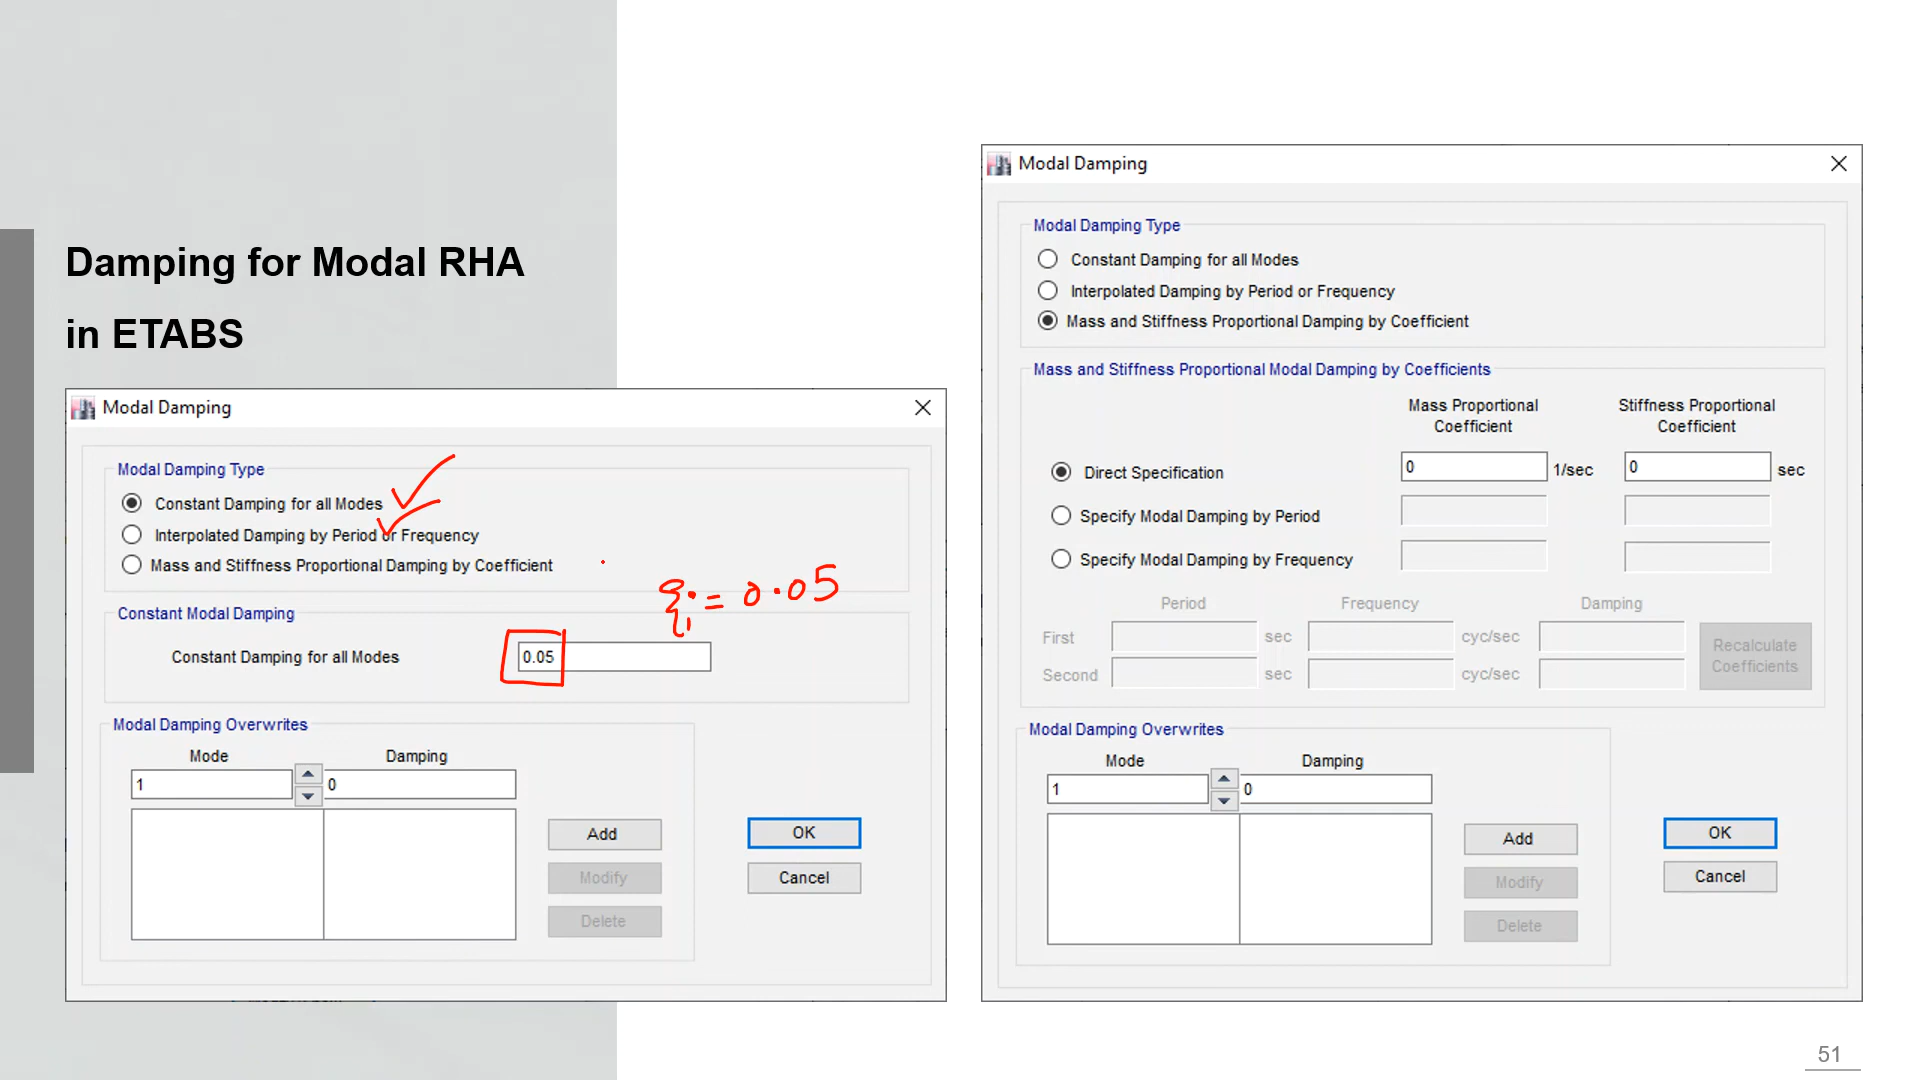 Damping for Modal RHA
in ETABS
Modal Damping
Modal Damping Type
Constant Damping for all Modes
Interpolated Damping by Period or Frequency
Mass and Stiffness Proportional Damping by Coefficient
ξi = 0.05
Constant Modal Damping
Constant Damping for all Modes 0.05
Modal Damping Overwrites
Mode Damping
1 0
Add
Modify
Delete
OK
Cancel
Modal Damping
Modal Damping Type
Constant Damping for all Modes
Interpolated Damping by Period or Frequency
Mass and Stiffness Proportional Damping by Coefficient
Mass and Stiffness Proportional Modal Damping by Coefficients
Mass Proportional
Coefficient
Stiffness Proportional
Coefficient
Direct Specification 0 1/sec 0 sec
Specify Modal Damping by Period
Specify Modal Damping by Frequency
Period Frequency Damping
First sec cyc/sec
Second sec cyc/sec
Recalculate
Coefficients
Modal Damping Overwrites
Mode Damping
1 0
Add
Modify
Delete
OK
Cancel
51